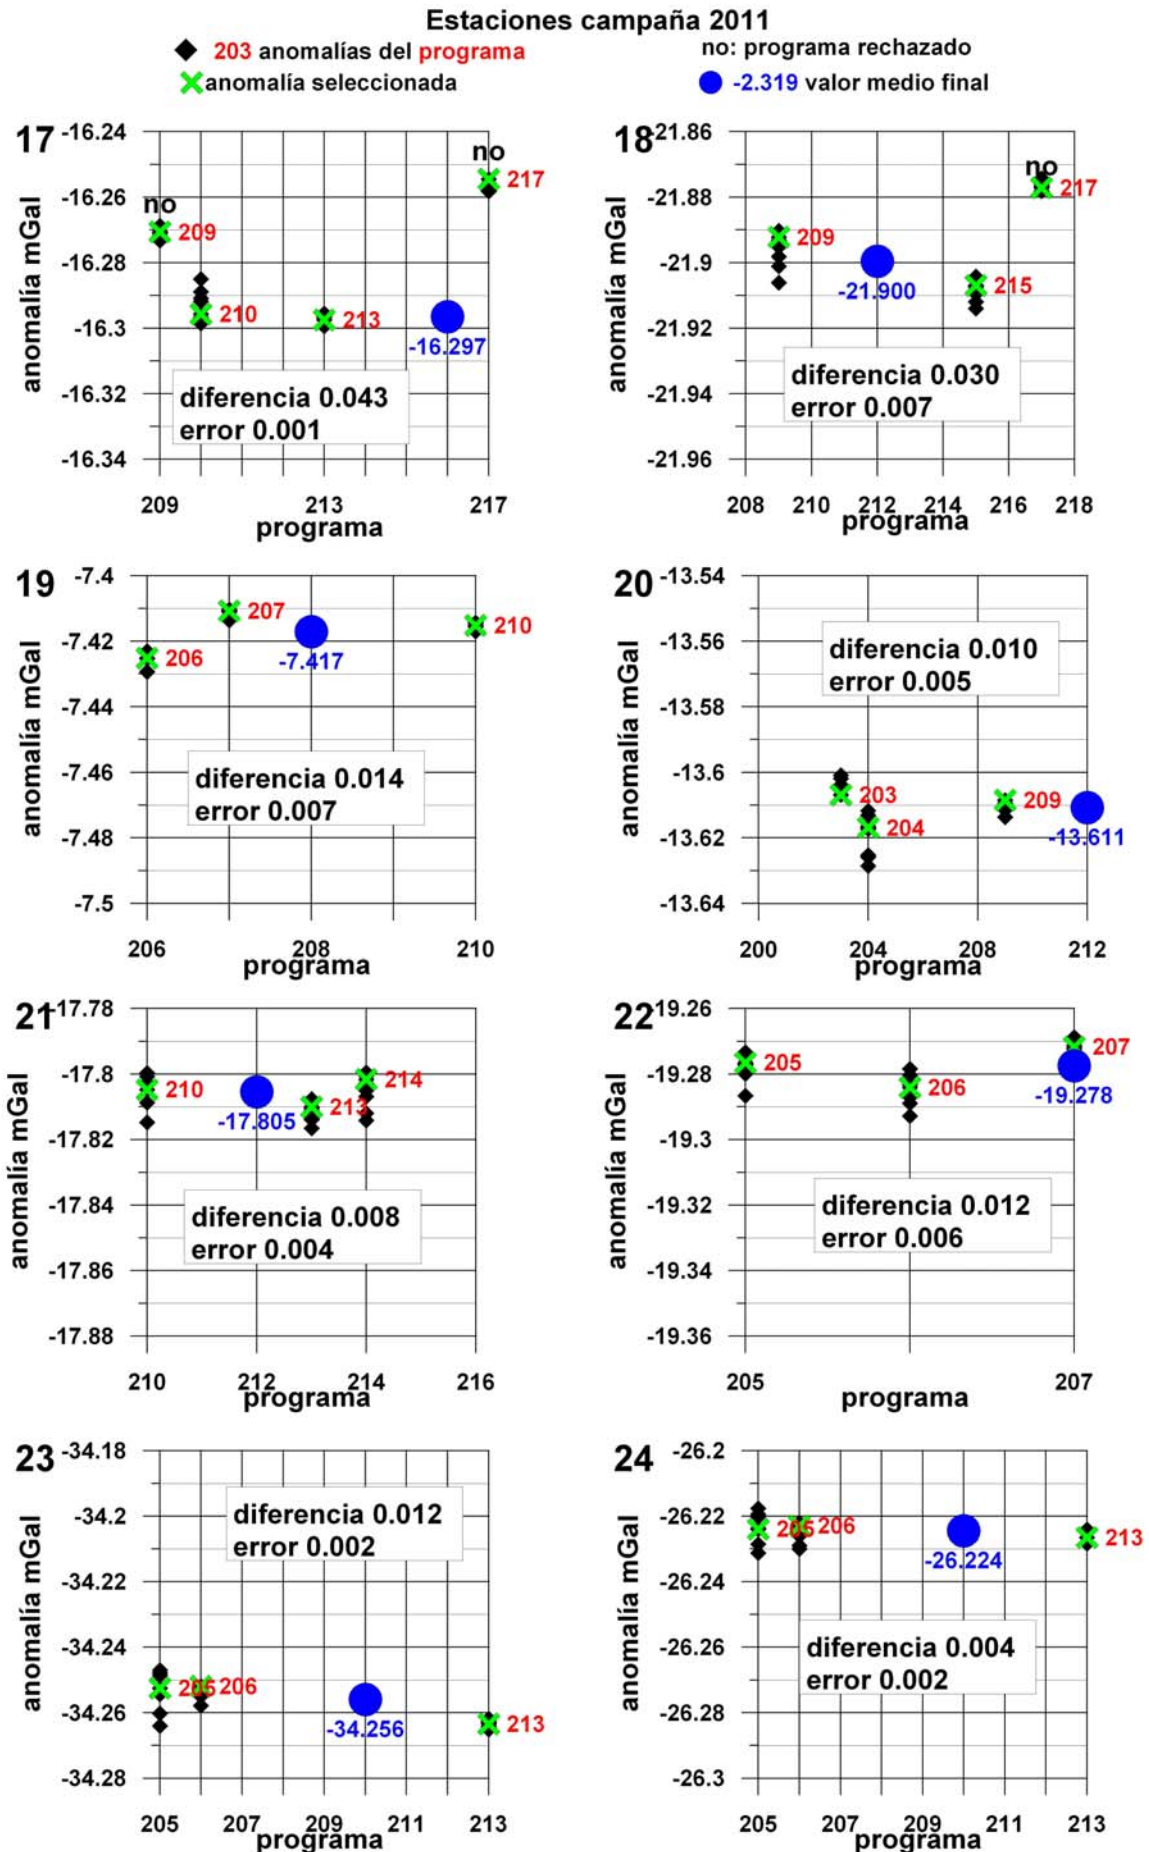 Estaciones campaña 2011
203 anomalías del programa
no: programa rechazado
anomalía seleccionada
-2.319 valor medio final
17
-16.24
-16.26
-16.28
-16.3
-16.32
-16.34
anomalía mGal
no
209
210
213
no
217
-16.297
diferencia 0.043
error 0.001
209 213 217
programa
18
-21.86
-21.88
-21.9
-21.92
-21.94
-21.96
anomalía mGal
209
-21.900
215
no
217
diferencia 0.030
error 0.007
208 210 212 214 216 218
programa
19
-7.4
-7.42
-7.44
-7.46
-7.48
-7.5
anomalía mGal
206
207
-7.417
210
diferencia 0.014
error 0.007
206 208 210
programa
20
-13.54
-13.56
-13.58
-13.6
-13.62
-13.64
anomalía mGal
diferencia 0.010
error 0.005
203
204
209
-13.611
200 204 208 212
programa
21
-17.78
-17.8
-17.82
-17.84
-17.86
-17.88
anomalía mGal
210
-17.805
213
214
diferencia 0.008
error 0.004
210 212 214 216
programa
22
-19.26
-19.28
-19.3
-19.32
-19.34
-19.36
anomalía mGal
205
206
207
-19.278
diferencia 0.012
error 0.006
205 207
programa
23
-34.18
-34.2
-34.22
-34.24
-34.26
-34.28
anomalía mGal
diferencia 0.012
error 0.002
205
206
-34.256
213
205 207 209 211 213
programa
24
-26.2
-26.22
-26.24
-26.26
-26.28
-26.3
anomalía mGal
205
206
-26.224
213
diferencia 0.004
error 0.002
205 207 209 211 213
programa